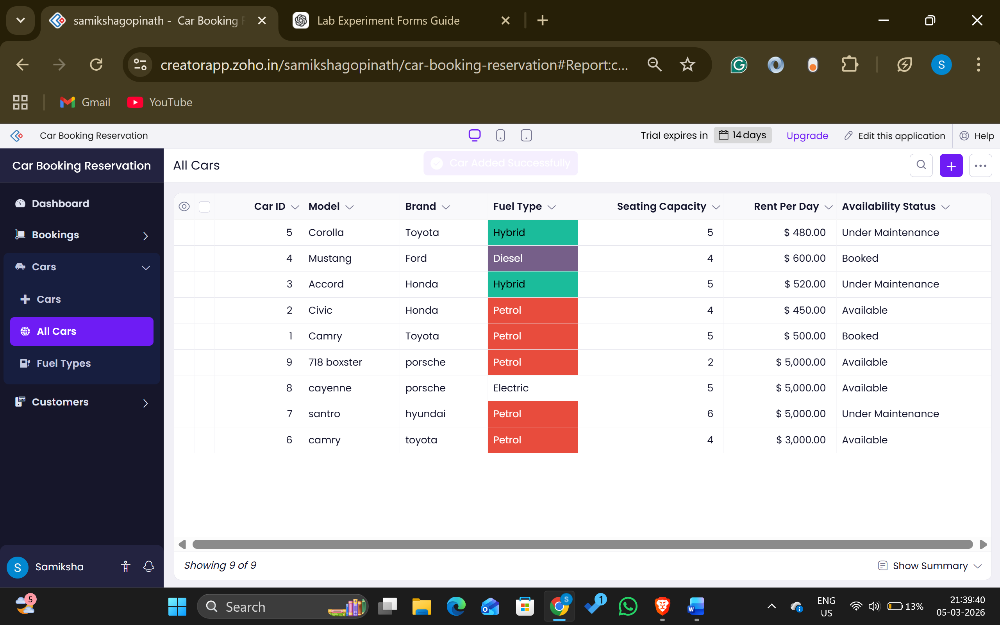 samikshagopinath - Car Booking
Lab Experiment Forms Guide
creatorapp.zoho.in/samikshagopinath/car-booking-reservation#Report:c...
S
Gmail
YouTube
Car Booking Reservation
Trial expires in 14 days
Upgrade
Edit this application
Help
Car Booking Reservation
All Cars
Car Added Successfully
Dashboard
Bookings
Cars
Cars
All Cars
Fuel Types
Customers
Car ID Model Brand Fuel Type Seating Capacity Rent Per Day Availability Status
5 Corolla Toyota Hybrid 5 $ 480.00 Under Maintenance
4 Mustang Ford Diesel 4 $ 600.00 Booked
3 Accord Honda Hybrid 5 $ 520.00 Under Maintenance
2 Civic Honda Petrol 4 $ 450.00 Available
1 Camry Toyota Petrol 5 $ 500.00 Booked
9 718 boxster porsche Petrol 2 $ 5,000.00 Available
8 cayenne porsche Electric 5 $ 5,000.00 Available
7 santro hyundai Petrol 6 $ 5,000.00 Under Maintenance
6 camry toyota Petrol 4 $ 3,000.00 Available
Showing 9 of 9
Show Summary
S Samiksha
5
Search
S
1
ENG
US
13%
21:39:40
05-03-2026